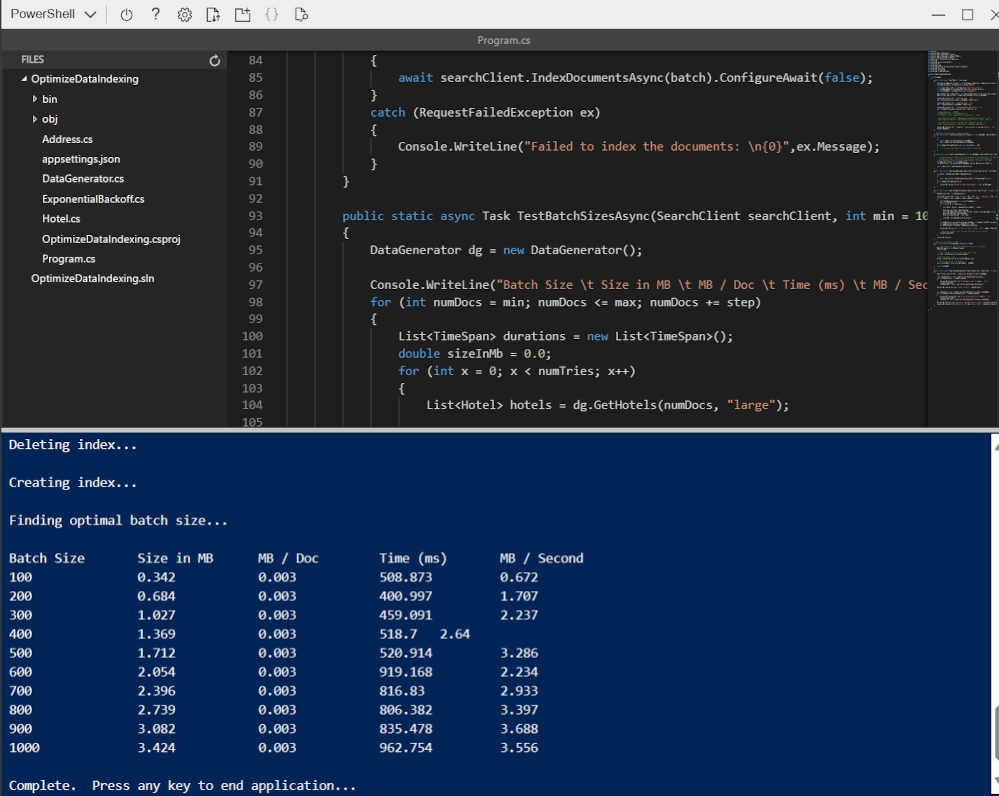 PowerShell
Program.cs
FILES
OptimizeDataIndexing
bin
obj
Address.cs
appsettings.json
DataGenerator.cs
ExponentialBackoff.cs
Hotel.cs
OptimizeDataIndexing.csproj
Program.cs
OptimizeDataIndexing.sln
84 {
85 await searchClient.IndexDocumentsAsync(batch).ConfigureAwait(false);
86 }
87 catch (RequestFailedException ex)
88 {
89 Console.WriteLine("Failed to index the documents: \n{0}",ex.Message);
90 }
91 }
92
93 public static async Task TestBatchSizesAsync(SearchClient searchClient, int min = 10
94 {
95 DataGenerator dg = new DataGenerator();
96
97 Console.WriteLine("Batch Size \t Size in MB \t MB / Doc \t Time (ms) \t MB / Sec
98 for (int numDocs = min; numDocs <= max; numDocs += step)
99 {
100 List<TimeSpan> durations = new List<TimeSpan>();
101 double sizeInMb = 0.0;
102 for (int x = 0; x < numTries; x++)
103 {
104 List<Hotel> hotels = dg.GetHotels(numDocs, "large");
105
Deleting index...
Creating index...
Finding optimal batch size...
Batch Size Size in MB MB / Doc Time (ms) MB / Second
100 0.342 0.003 508.873 0.672
200 0.684 0.003 400.997 1.707
300 1.027 0.003 459.091 2.237
400 1.369 0.003 518.7 2.64
500 1.712 0.003 520.914 3.286
600 2.054 0.003 919.168 2.234
700 2.396 0.003 816.83 2.933
800 2.739 0.003 806.382 3.397
900 3.082 0.003 835.478 3.688
1000 3.424 0.003 962.754 3.556
Complete. Press any key to end application...